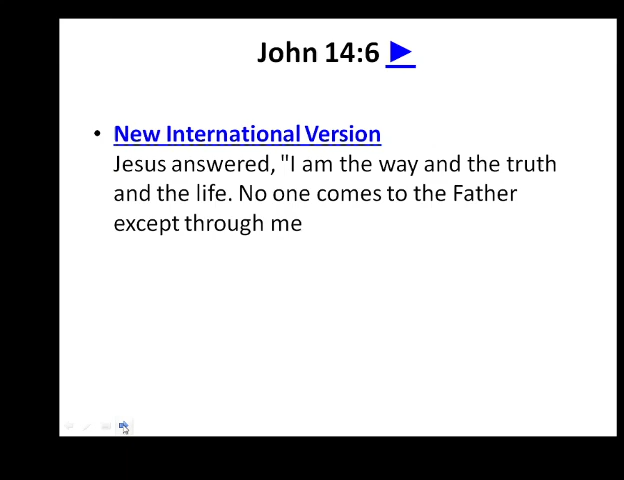 John 14:6 ►
• New International Version
Jesus answered, "I am the way and the truth
and the life. No one comes to the Father
except through me